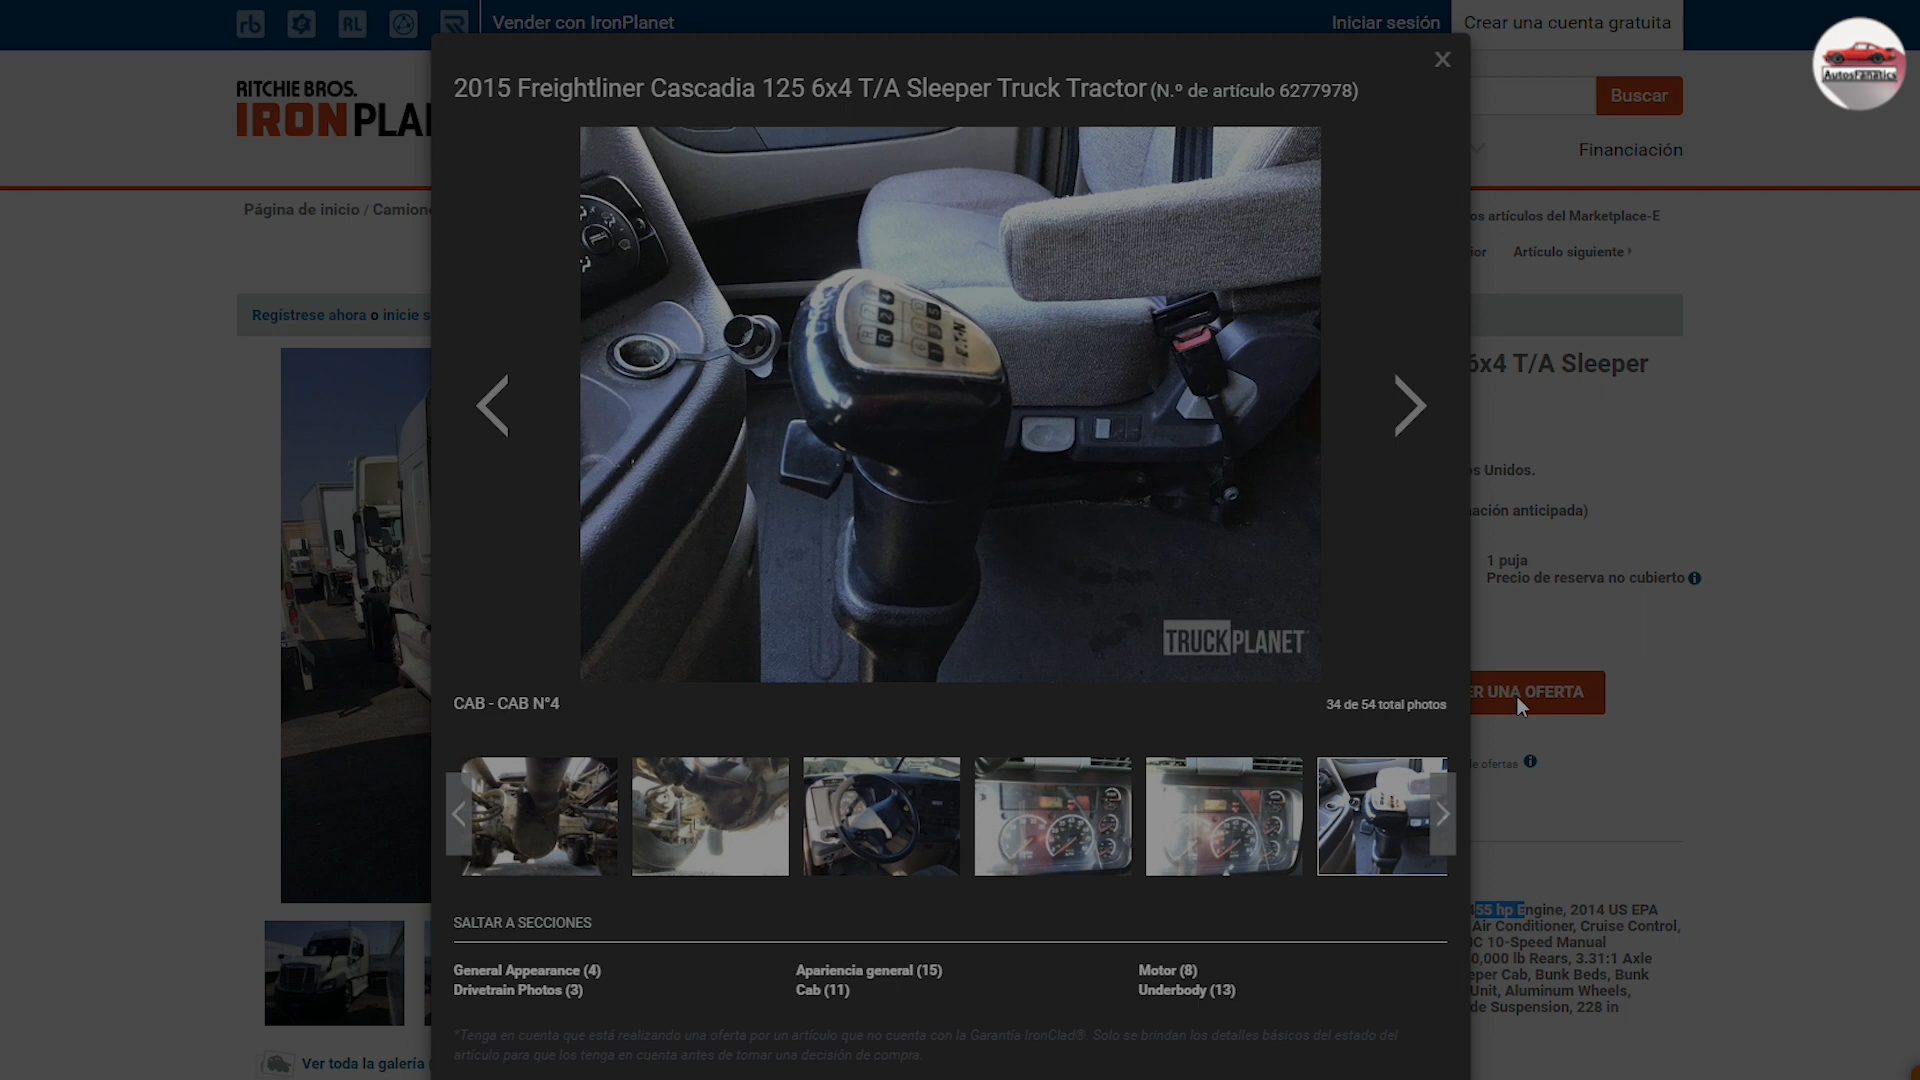 rb
RL
Vender con IronPlanet
Iniciar sesión
Crear una cuenta gratuita
AutosFanatics
RITCHIE BROS.
IRONPLA
Buscar
Financiación
Página de inicio / Camion
os artículos del Marketplace-E
ior
Artículo siguiente
Regístrese ahora o inicie s
6x4 T/A Sleeper
s Unidos.
nación anticipada)
1 puja
Precio de reserva no cubierto
ER UNA OFERTA
de ofertas
455 hp Engine, 2014 US EPA
Air Conditioner, Cruise Control,
OC 10-Speed Manual
0,000 lb Rears, 3.31:1 Axle
eper Cab, Bunk Beds, Bunk
Unit, Aluminum Wheels,
de Suspension, 228 in
Ver toda la galería
X
2015 Freightliner Cascadia 125 6x4 T/A Sleeper Truck Tractor (N.º de artículo 6277978)
EATON
TRUCKPLANET
CAB - CAB N°4
34 de 54 total photos
SALTAR A SECCIONES
General Appearance (4)
Apariencia general (15)
Motor (8)
Drivetrain Photos (3)
Cab (11)
Underbody (13)
*Tenga en cuenta que está realizando una oferta por un artículo que no cuenta con la Garantía IronClad®. Solo se brindan los detalles básicos del estado del
artículo para que los tenga en cuenta antes de tomar una decisión de compra.